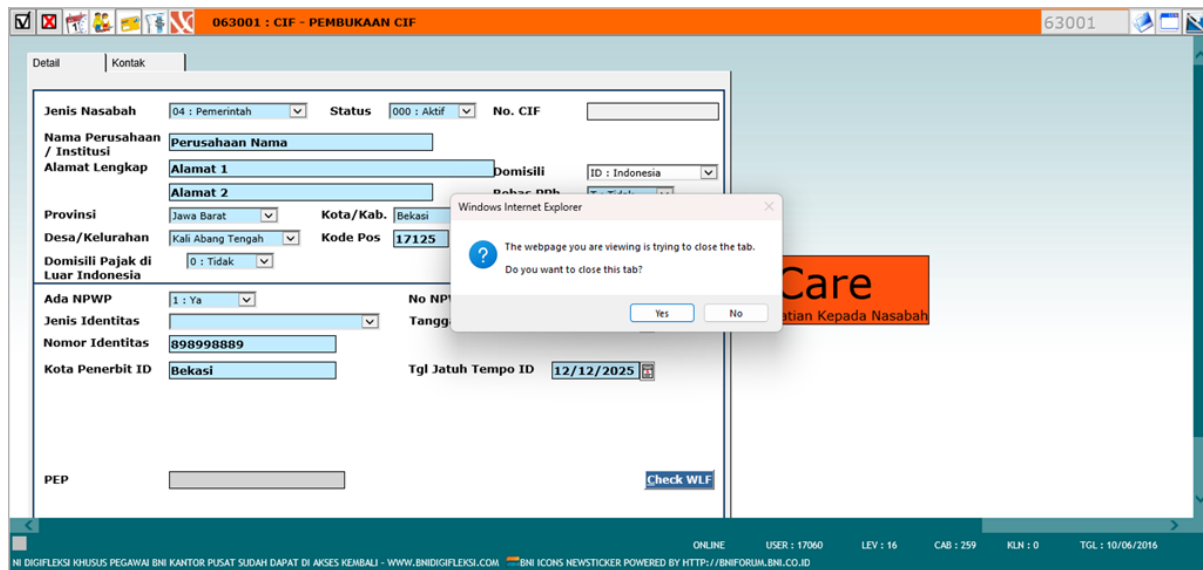 063001 : CIF - PEMBUKAAN CIF
63001
Detail
Kontak
Jenis Nasabah
04 : Pemerintah
Status
000 : Aktif
No. CIF
Nama Perusahaan
/ Institusi
Perusahaan Nama
Alamat Lengkap
Alamat 1
Domisili
ID : Indonesia
Alamat 2
Provinsi
Jawa Barat
Kota/Kab.
Bekasi
Desa/Kelurahan
Kali Abang Tengah
Kode Pos
17125
Domisili Pajak di
Luar Indonesia
0 : Tidak
Windows Internet Explorer
The webpage you are viewing is trying to close the tab.
Do you want to close this tab?
Yes
No
Care
Kepada Nasabah
Ada NPWP
1 : Ya
No
Jenis Identitas
Nomor Identitas
898998889
Kota Penerbit ID
Bekasi
Tgl Jatuh Tempo ID
12/12/2025
PEP
Check WLF
ONLINE
USER : 17060
LEV : 16
CAB : 259
KLN : 0
TGL : 10/06/2016
NI DIGIFLEKSI KHUSUS PEGAWAI BNI KANTOR PUSAT SUDAH DAPAT DI AKSES KEMBALI - WWW.BNIDIGIFLEKSI.COM
BNI ICONS NEWSTICKER POWERED BY HTTP://BNIFORUM.BNI.CO.ID